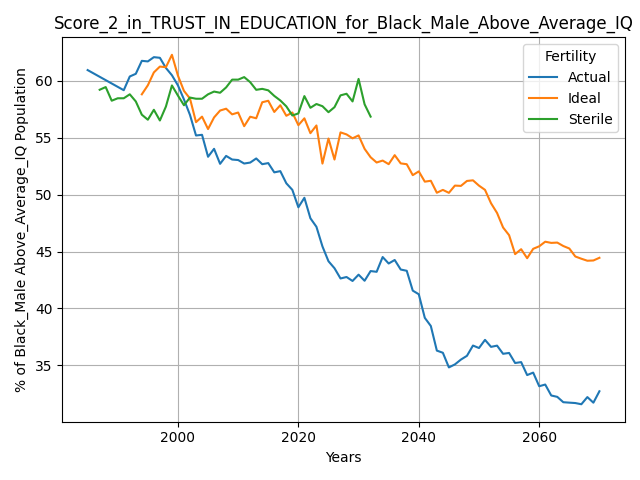 Score_2_in_TRUST_IN_EDUCATION_for_Black_Male_Above_Average_IQ
Fertility
Actual
Ideal
Sterile
% of Black_Male Above_Average_IQ Population
60
55
50
45
40
35
2000
2020
2040
2060
Years